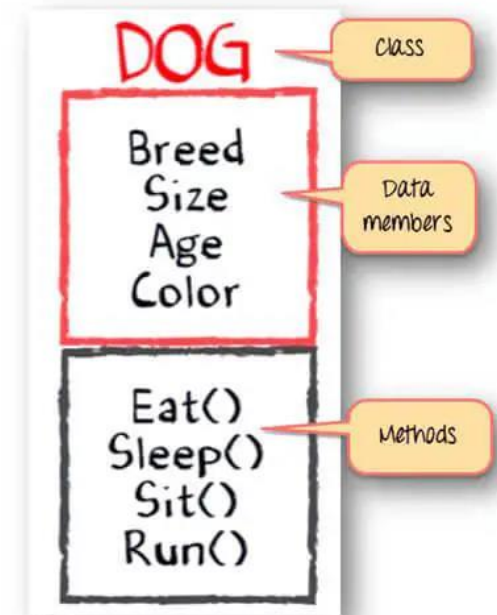 DOG
Class
Breed
Size
Age
Color
Data
members
Eat()
Sleep()
Sit()
Run()
Methods